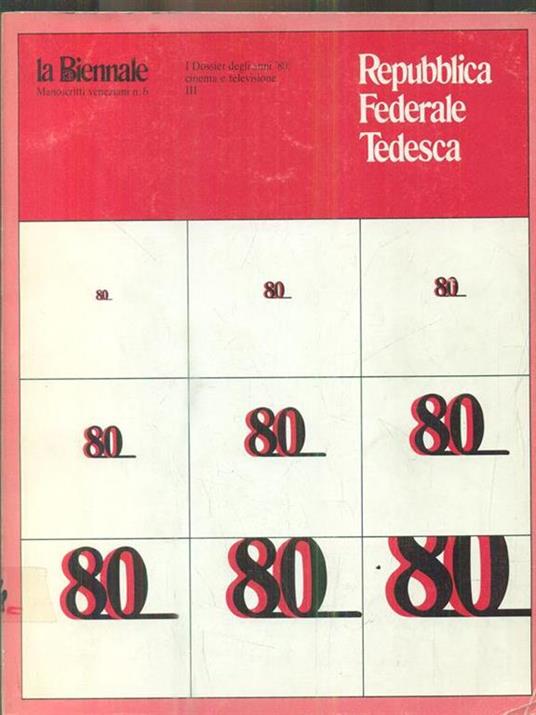 la Biennale
Manoscritti veneziani n. 6
I Dossier degli anni '80:
cinema e televisione
III
Repubblica
Federale
Tedesca
80
80
80
80
80
80
80
80
80